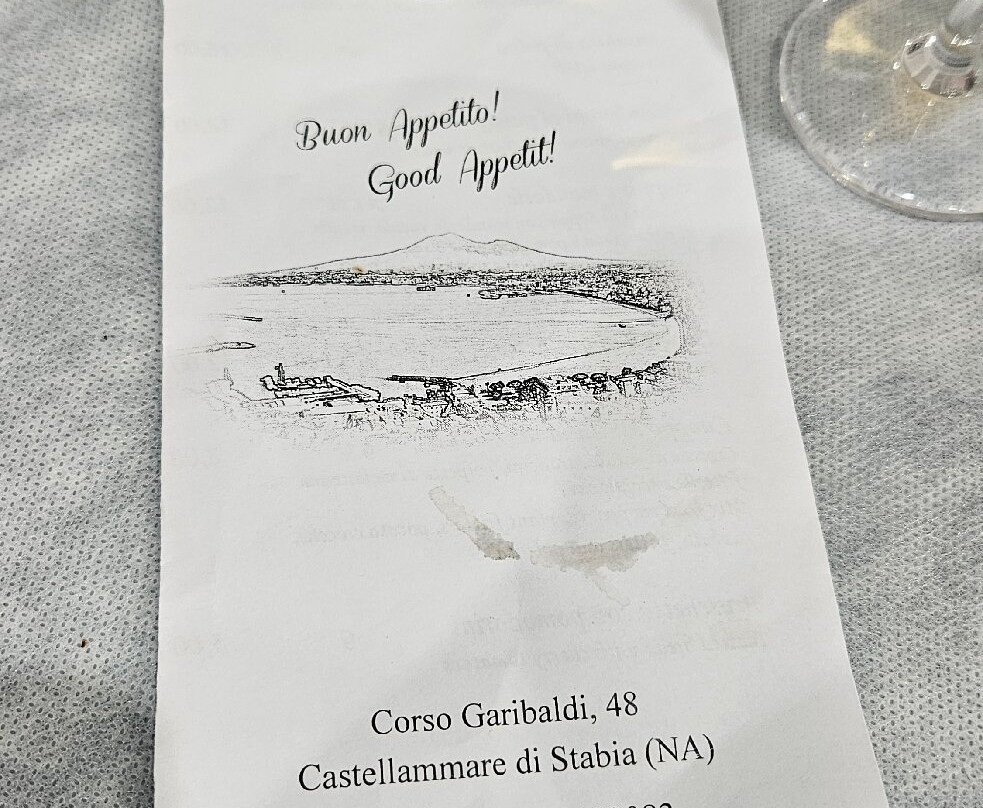 Buon Appetito!
Good Appetit!
Corso Garibaldi, 48
Castellammare di Stabia (NA)